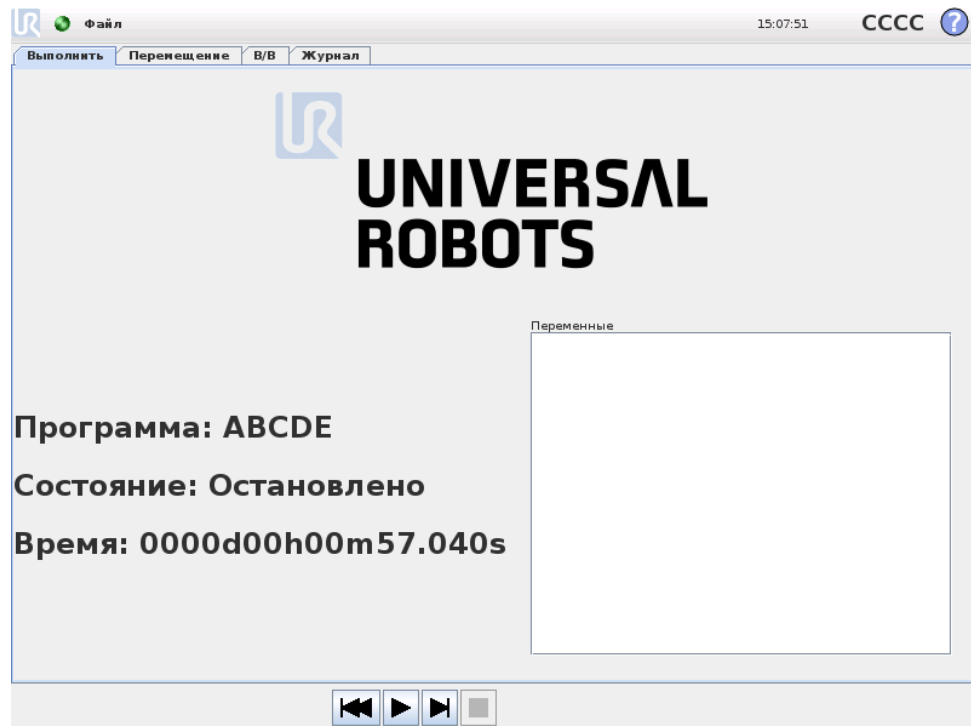 Файл 15:07:51 CCCC ?
Выполнить Перемещение В/В Журнал
UNIVERSAL
ROBOTS
Переменные
Программа: ABCDE
Состояние: Остановлено
Время: 0000d00h00m57.040s